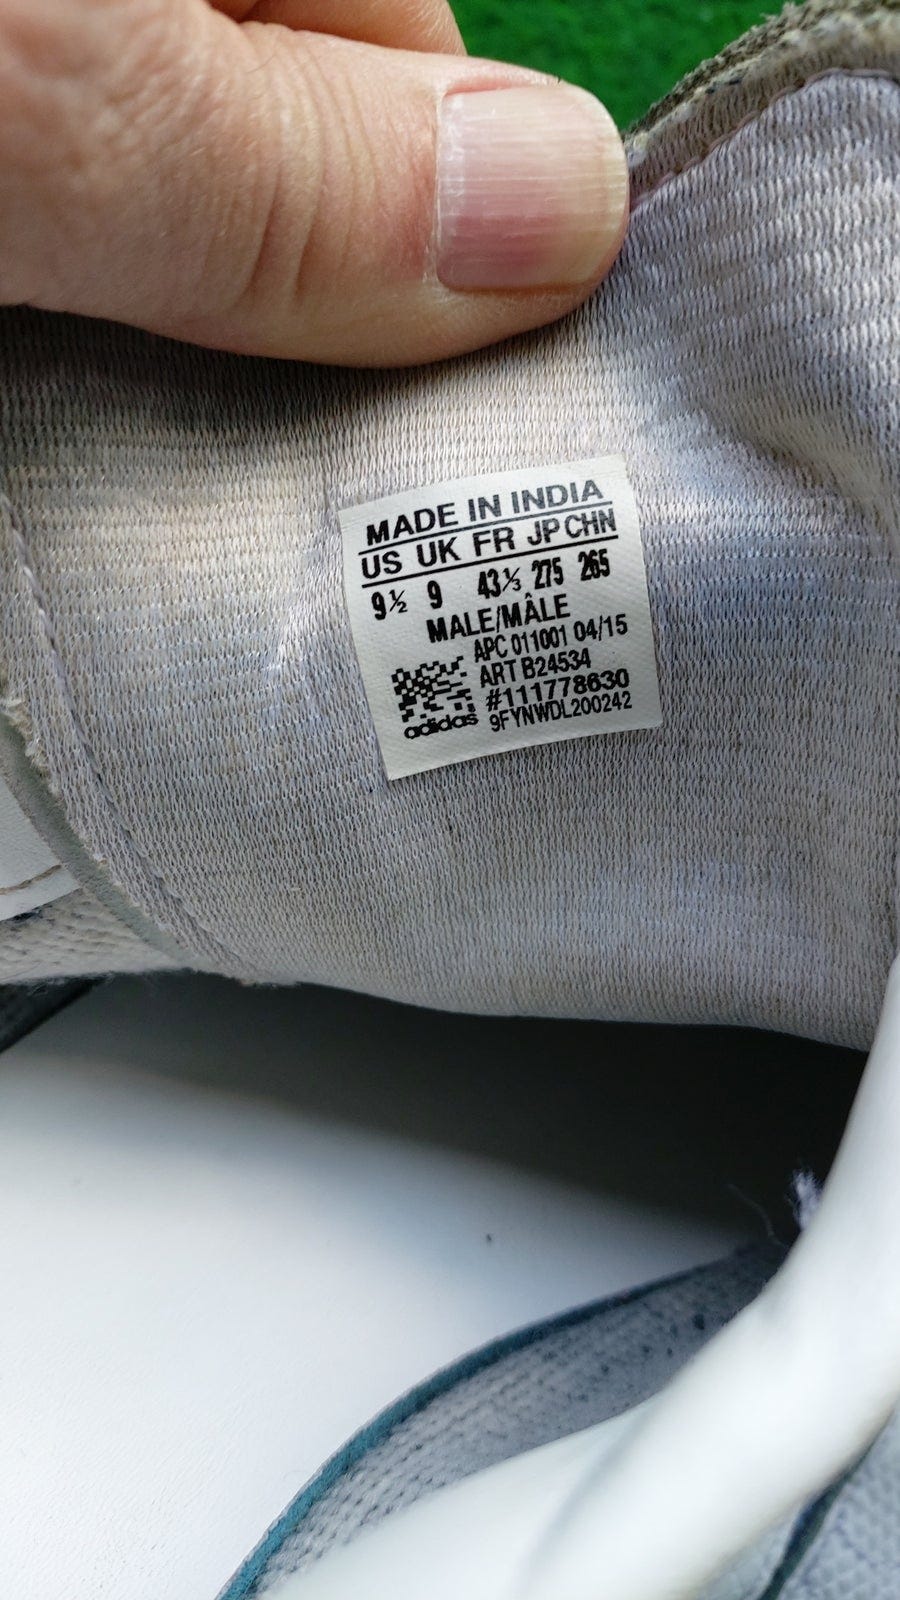 MADE IN INDIA
US UK FR JP CHN
9½ 9 43⅓ 275 265
MALE/MÂLE
APC 011001 04/15
ART B24534
#111778630
adidas 9FYNWDL200242